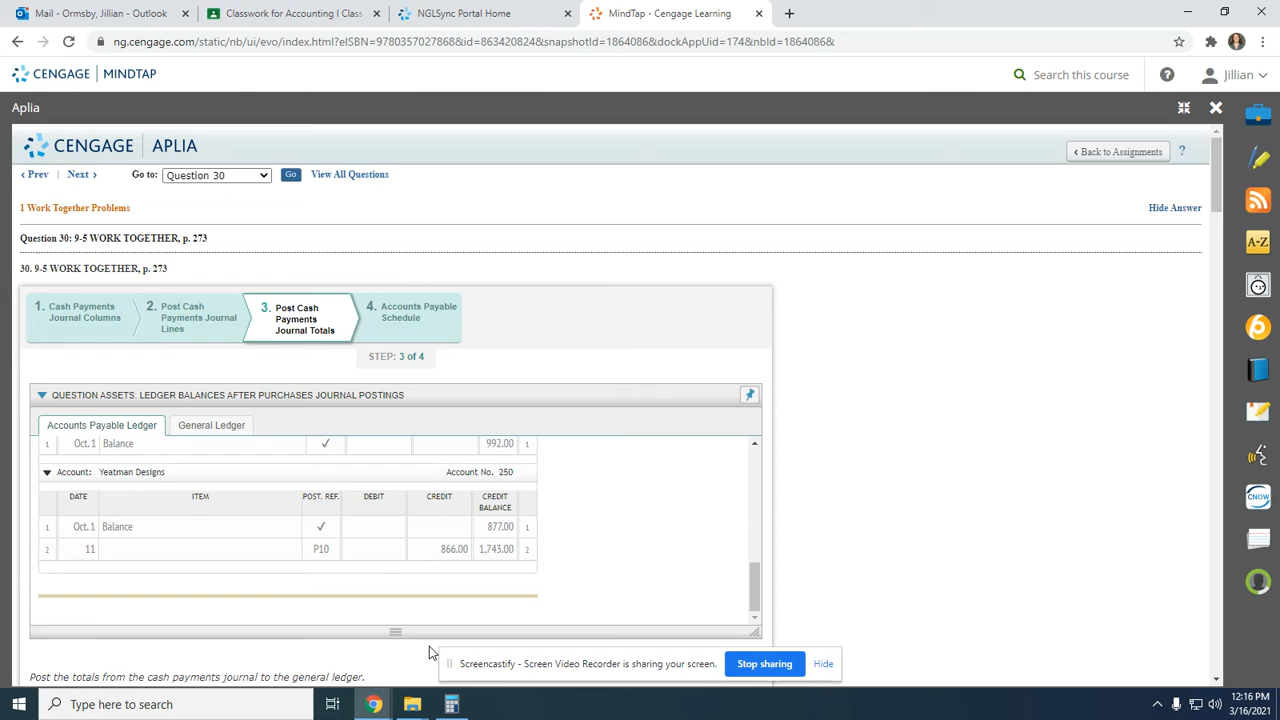 Mail - Ormsby, Jillian - Outlook
Classwork for Accounting I Class
NGLSync Portal Home
MindTap - Cengage Learning
ng.cengage.com/static/nb/ui/evo/index.html?eISBN=9780357027868&id=863420824&snapshotId=1864086&dockAppUid=174&nbId=1864086&
CENGAGE | MINDTAP
Search this course
Jillian
Aplia
CENGAGE | APLIA
Back to Assignments
?
Prev | Next
Go to: Question 30 Go View All Questions
1 Work Together Problems
Hide Answer
Question 30: 9-5 WORK TOGETHER, p. 273
30. 9-5 WORK TOGETHER, p. 273
1. Cash Payments Journal Columns
2. Post Cash Payments Journal Lines
3. Post Cash Payments Journal Totals
4. Accounts Payable Schedule
STEP: 3 of 4
QUESTION ASSETS: LEDGER BALANCES AFTER PURCHASES JOURNAL POSTINGS
Accounts Payable Ledger General Ledger
1 Oct. 1 Balance ✓ 992.00 1
Account: Yeatman Designs Account No. 250
DATE ITEM POST. REF. DEBIT CREDIT CREDIT BALANCE
1 Oct. 1 Balance ✓ 877.00 1
2 11 P10 866.00 1,743.00 2
Screencastify - Screen Video Recorder is sharing your screen. Stop sharing Hide
Post the totals from the cash payments journal to the general ledger.
A-Z
CNOW
Type here to search
12:16 PM
3/16/2021